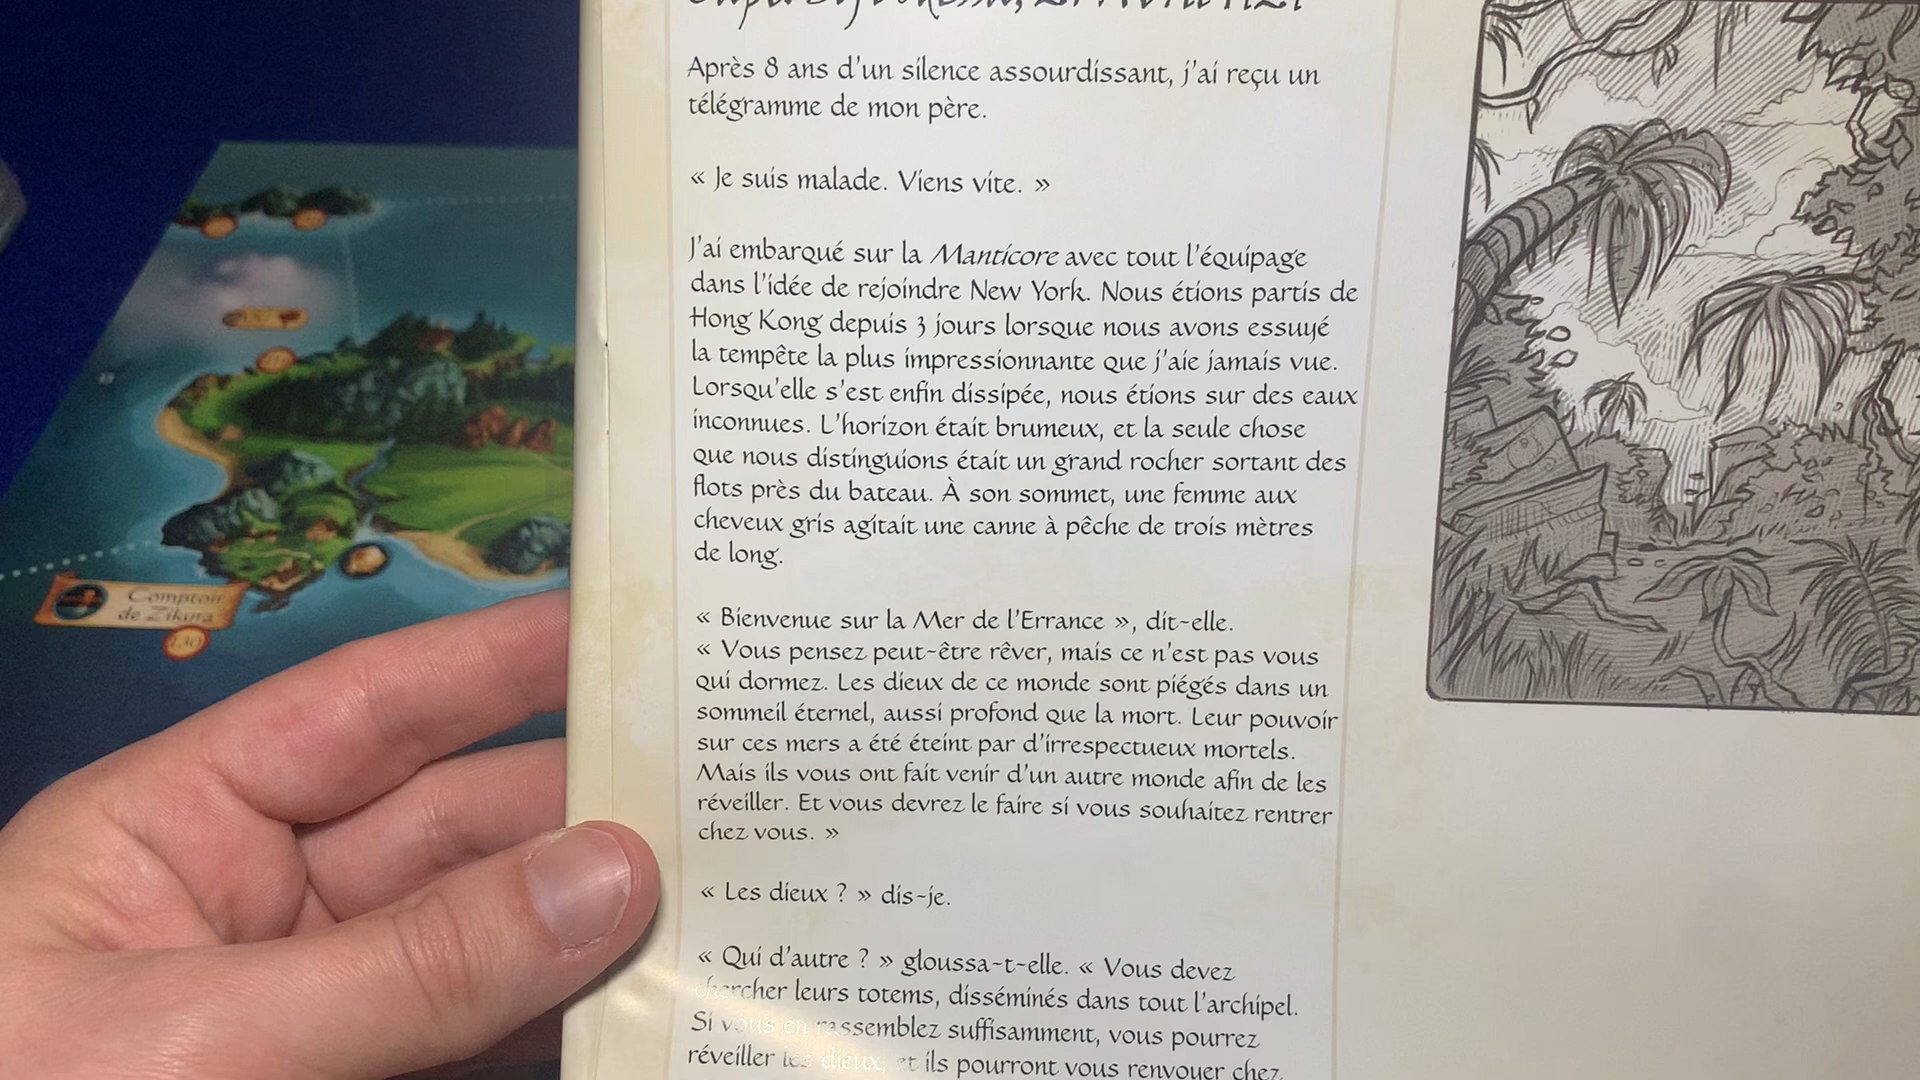 Après 8 ans d'un silence assourdissant, j'ai reçu un
télégramme de mon père.
« Je suis malade. Viens vite. »
J'ai embarqué sur la Manticore avec tout l'équipage
dans l'idée de rejoindre New York. Nous étions partis de
Hong Kong depuis 3 jours lorsque nous avons essuyé
la tempête la plus impressionnante que j'aie jamais vue.
Lorsqu'elle s'est enfin dissipée, nous étions sur des eaux
inconnues. L'horizon était brumeux, et la seule chose
que nous distinguions était un grand rocher sortant des
flots près du bateau. À son sommet, une femme aux
cheveux gris agitait une canne à pêche de trois mètres
de long.
« Bienvenue sur la Mer de l'Errance », dit-elle.
« Vous pensez peut-être rêver, mais ce n'est pas vous
qui dormez. Les dieux de ce monde sont piégés dans un
sommeil éternel, aussi profond que la mort. Leur pouvoir
sur ces mers a été éteint par d'irrespectueux mortels.
Mais ils vous ont fait venir d'un autre monde afin de les
réveiller. Et vous devrez le faire si vous souhaitez rentrer
chez vous. »
« Les dieux ? » dis-je.
« Qui d'autre ? » gloussa-t-elle. « Vous devez
chercher leurs totems, disséminés dans tout l'archipel.
Si vous en rassemblez suffisamment, vous pourrez
réveiller les dieux, et ils pourront vous renvoyer chez
Comptoir
de Zikura
130